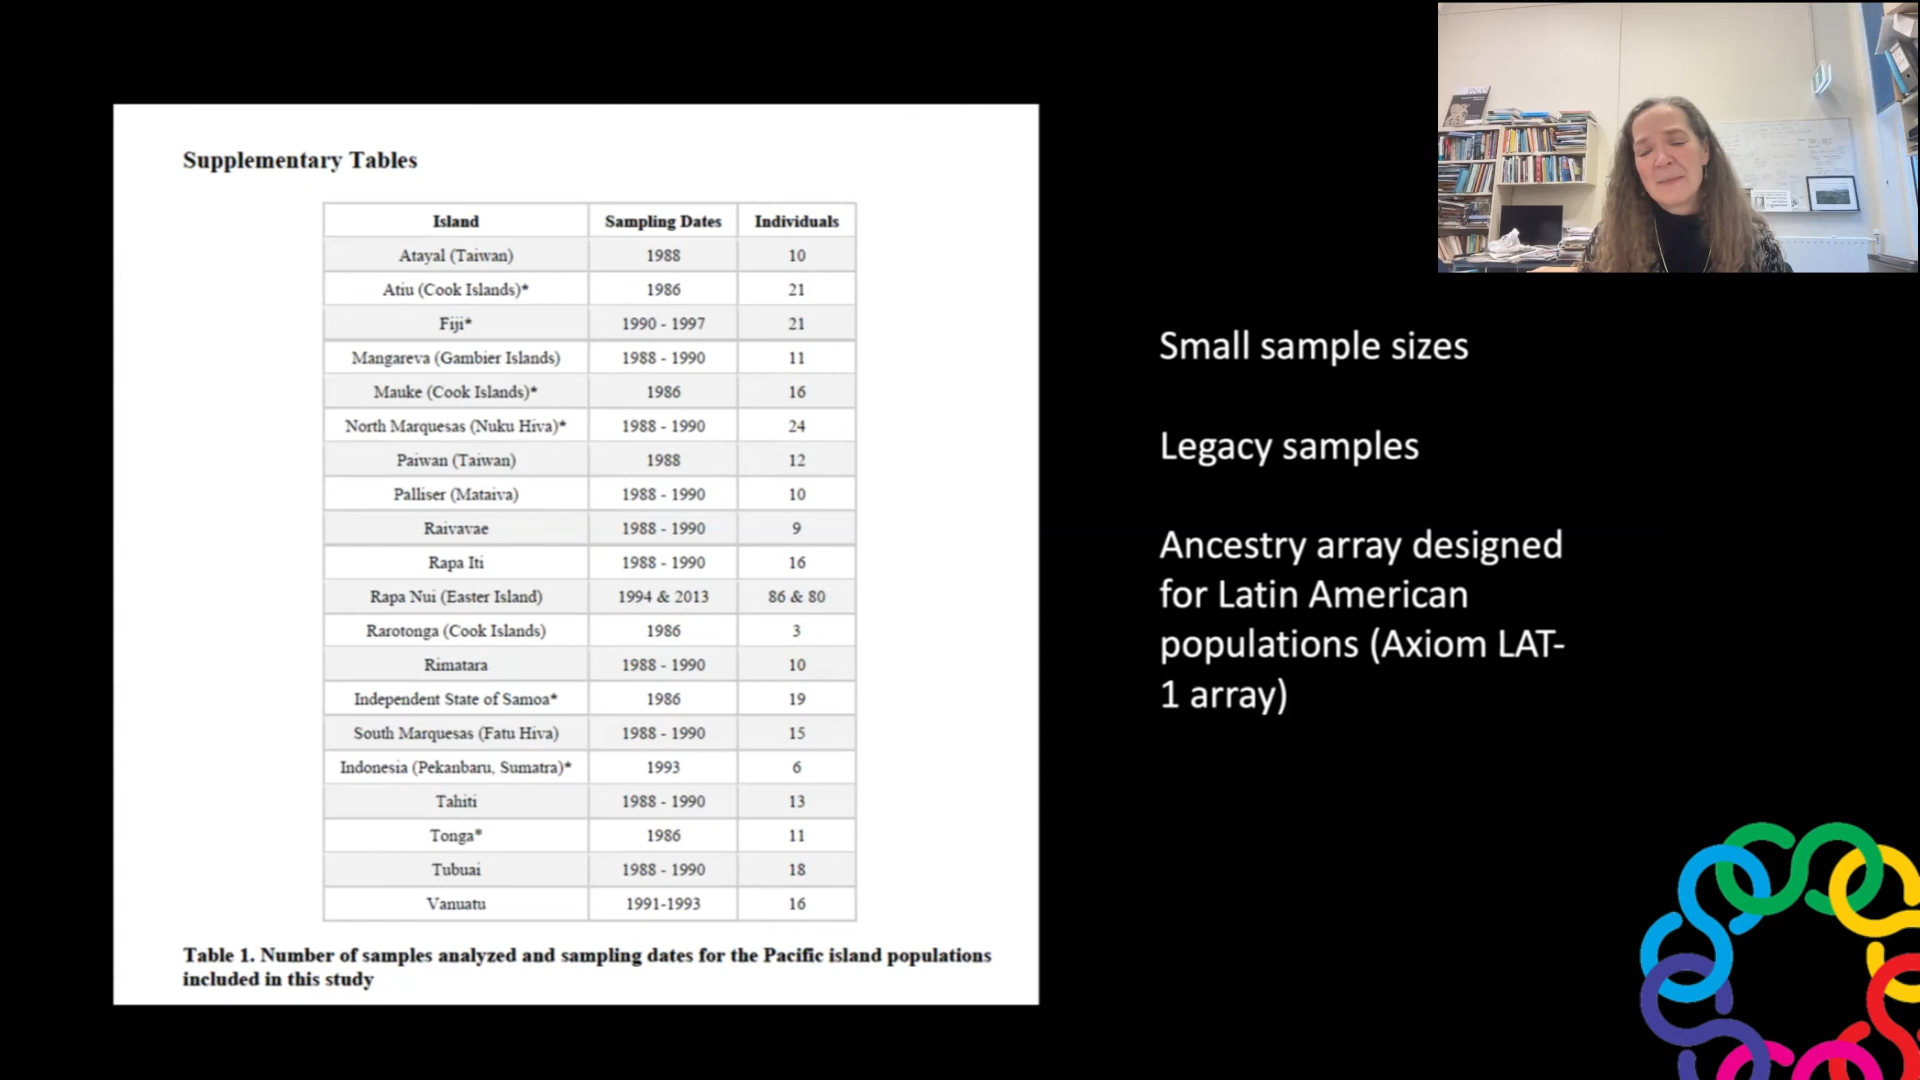 Supplementary Tables
Island Sampling Dates Individuals
Atayal (Taiwan) 1988 10
Atiu (Cook Islands)* 1986 21
Fiji* 1990 - 1997 21
Mangareva (Gambier Islands) 1988 - 1990 11
Mauke (Cook Islands)* 1986 16
North Marquesas (Nuku Hiva)* 1988 - 1990 24
Paiwan (Taiwan) 1988 12
Palliser (Mataiva) 1988 - 1990 10
Raivavae 1988 - 1990 9
Rapa Iti 1988 - 1990 16
Rapa Nui (Easter Island) 1994 & 2013 86 & 80
Rarotonga (Cook Islands) 1986 3
Rimatara 1988 - 1990 10
Independent State of Samoa* 1986 19
South Marquesas (Fatu Hiva) 1988 - 1990 15
Indonesia (Pekanbaru, Sumatra)* 1993 6
Tahiti 1988 - 1990 13
Tonga* 1986 11
Tubuai 1988 - 1990 18
Vanuatu 1991-1993 16
Table 1. Number of samples analyzed and sampling dates for the Pacific island populations
included in this study
Small sample sizes
Legacy samples
Ancestry array designed
for Latin American
populations (Axiom LAT-
1 array)